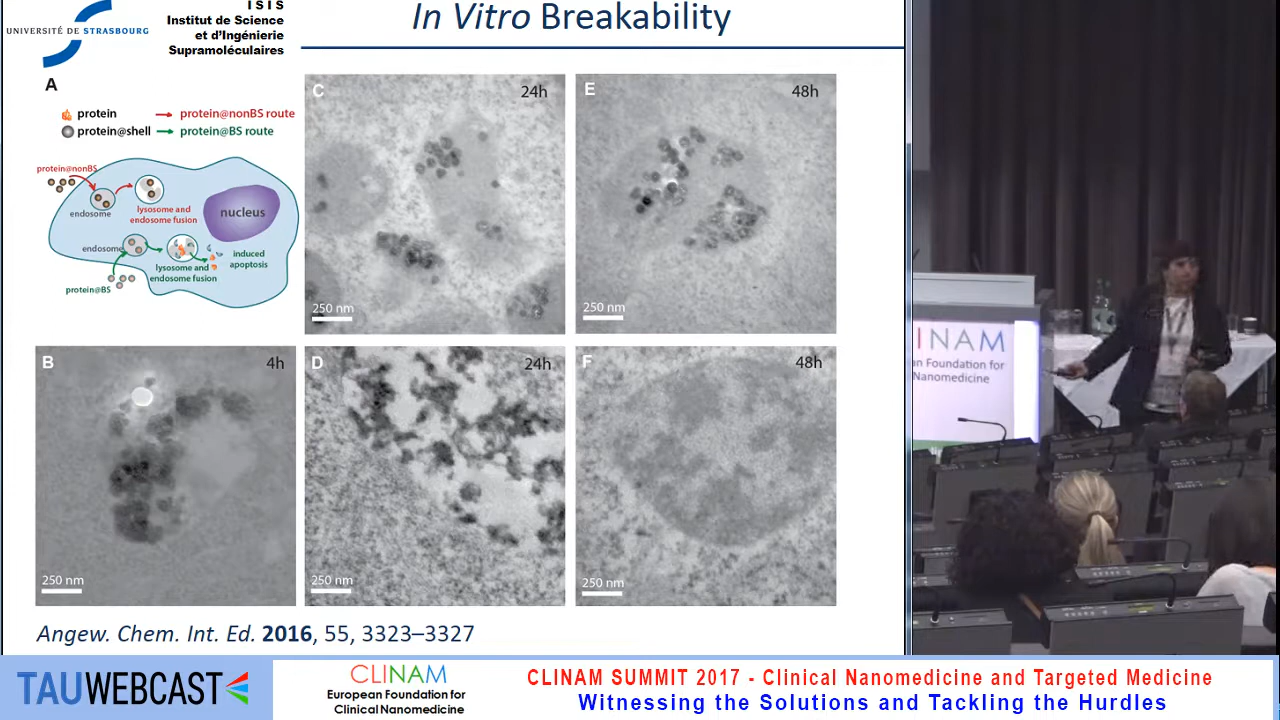 ISIS
Institut de Science
et d'Ingénierie
Supramoléculaires
UNIVERSITÉ DE STRASBOURG
In Vitro Breakability
A
protein
protein@nonBS route
protein@shell
protein@BS route
protein@nonBS
endosome
lysosome and
endosome fusion
nucleus
endosome
lysosome and
endosome fusion
induced
apoptosis
protein@BS
C
24h
250 nm
E
48h
250 nm
B
4h
250 nm
D
24h
250 nm
F
48h
250 nm
Angew. Chem. Int. Ed. 2016, 55, 3323–3327
INAM
an Foundation for
Nanomedicine
TAUWEBCAST
CLINAM
European Foundation for
Clinical Nanomedicine
CLINAM SUMMIT 2017 - Clinical Nanomedicine and Targeted Medicine
Witnessing the Solutions and Tackling the Hurdles